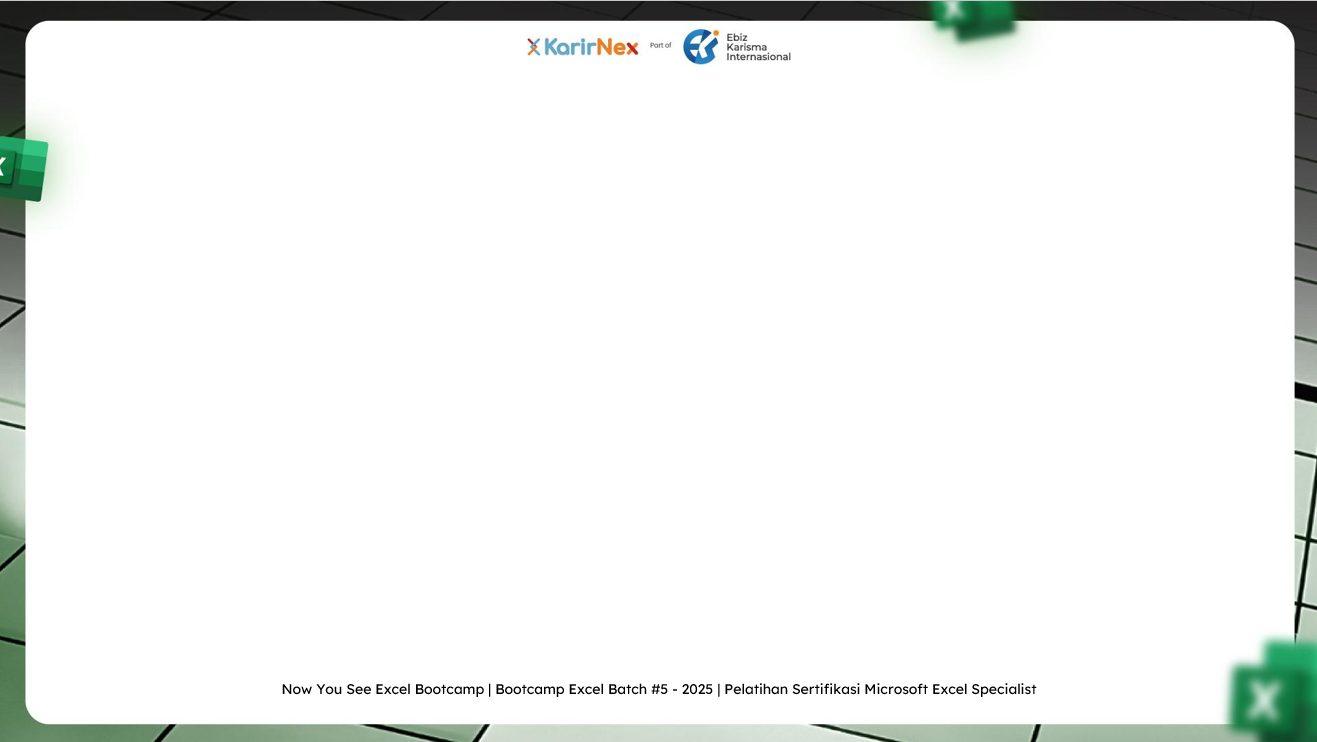 X
KarirNex Part of Ebiz
Karisma
Internasional
X
Now You See Excel Bootcamp | Bootcamp Excel Batch #5 - 2025 | Pelatihan Sertifikasi Microsoft Excel Specialist
X